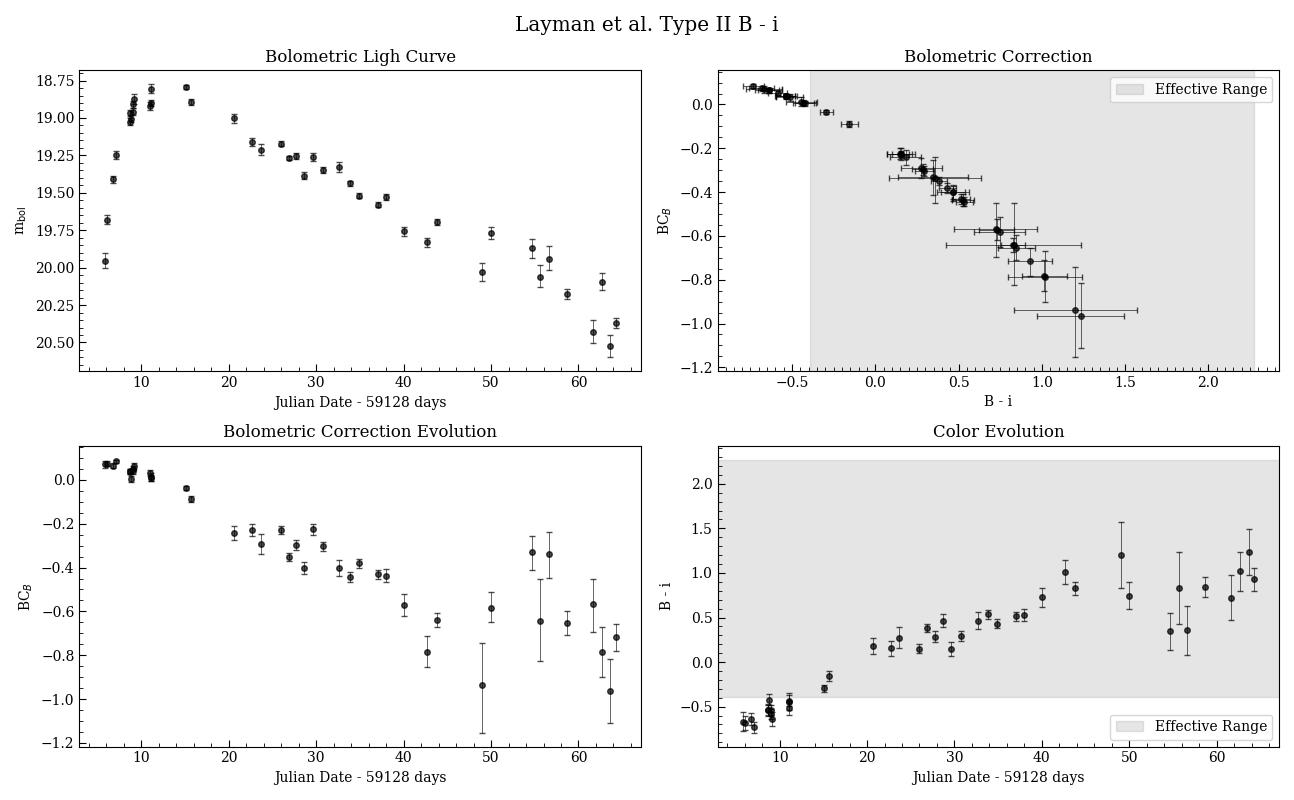 Layman et al. Type II B - i
Bolometric Ligh Curve
18.75
19.00
19.25
19.50
19.75
20.00
20.25
20.50
m_bol
10 20 30 40 50 60
Julian Date - 59128 days
Bolometric Correction
Effective Range
0.0
−0.2
−0.4
−0.6
−0.8
−1.0
−1.2
BC_B
−0.5 0.0 0.5 1.0 1.5 2.0
B - i
Bolometric Correction Evolution
0.0
−0.2
−0.4
−0.6
−0.8
−1.0
−1.2
BC_B
10 20 30 40 50 60
Julian Date - 59128 days
Color Evolution
2.0
1.5
1.0
0.5
0.0
−0.5
B - i
Effective Range
10 20 30 40 50 60
Julian Date - 59128 days